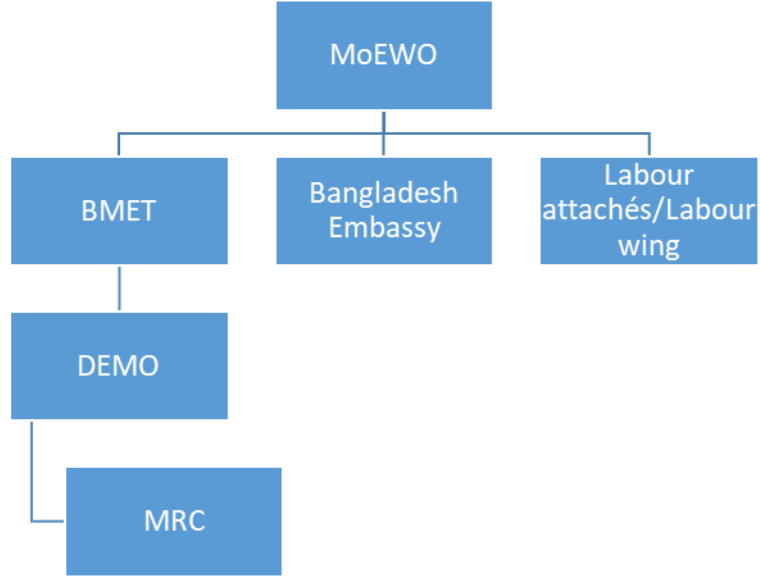 MoEWO
BMET
Bangladesh
Embassy
Labour
attachés/Labour
wing
DEMO
MRC